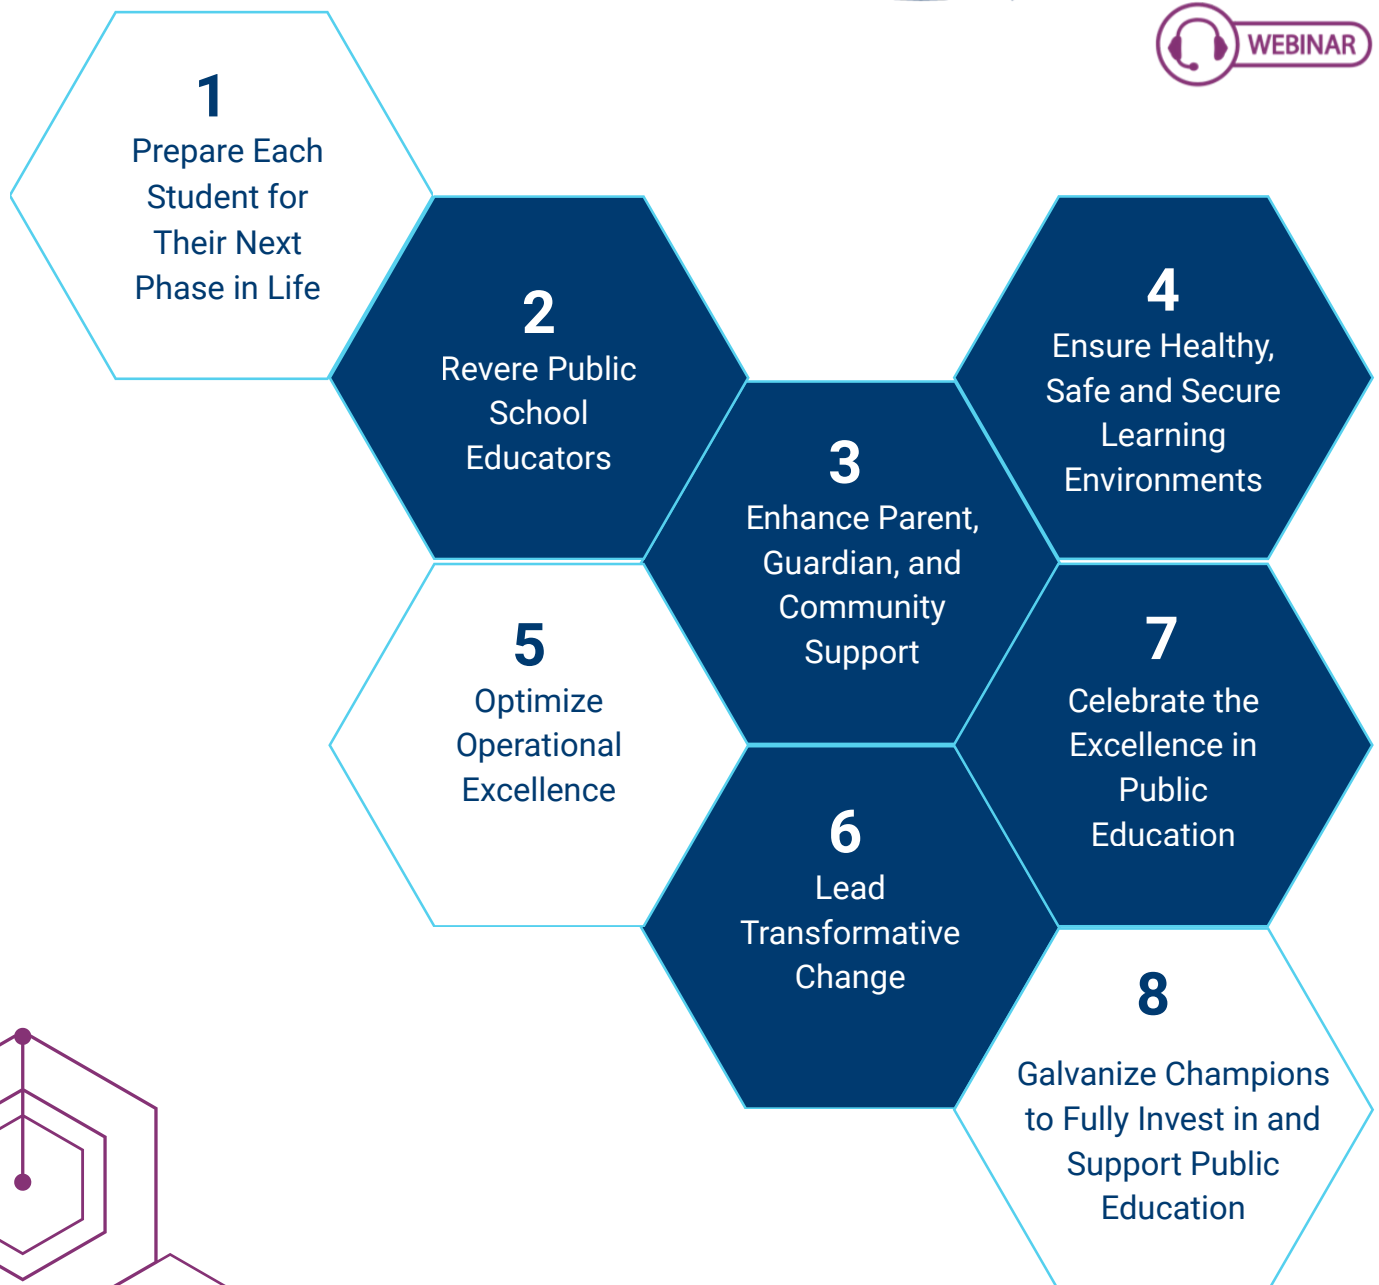 WEBINAR
1
Prepare Each
Student for
Their Next
Phase in Life
2
Revere Public
School
Educators
3
Enhance Parent,
Guardian, and
Community
Support
4
Ensure Healthy,
Safe and Secure
Learning
Environments
5
Optimize
Operational
Excellence
6
Lead
Transformative
Change
7
Celebrate the
Excellence in
Public
Education
8
Galvanize Champions
to Fully Invest in and
Support Public
Education